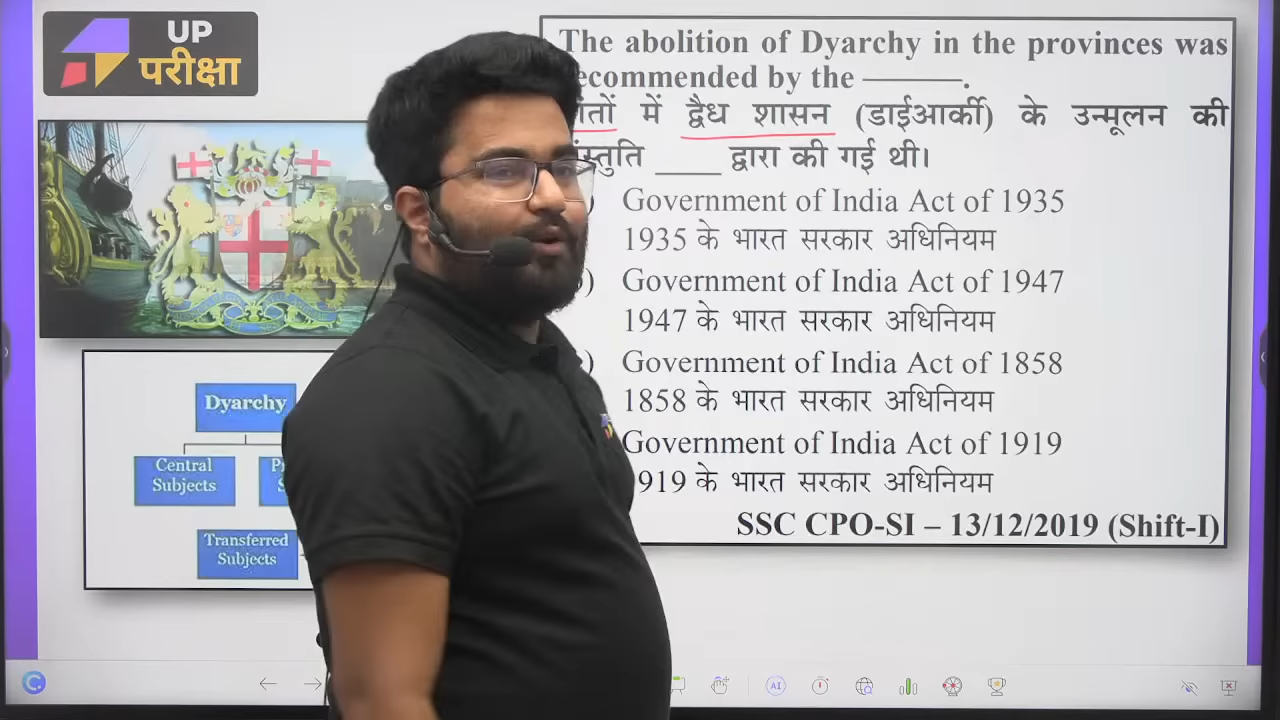 UP
परीक्षा
The abolition of Dyarchy in the provinces was
ecommended by the ________.
में द्वैध शासन (डाईआर्की) के उन्मूलन की
____ द्वारा की गई थी।
Government of India Act of 1935
1935 के भारत सरकार अधिनियम
Government of India Act of 1947
1947 के भारत सरकार अधिनियम
Government of India Act of 1858
1858 के भारत सरकार अधिनियम
Government of India Act of 1919
919 के भारत सरकार अधिनियम
SSC CPO-SI – 13/12/2019 (Shift-I)
Dyarchy
Central
Subjects
Transferred
Subjects
AI